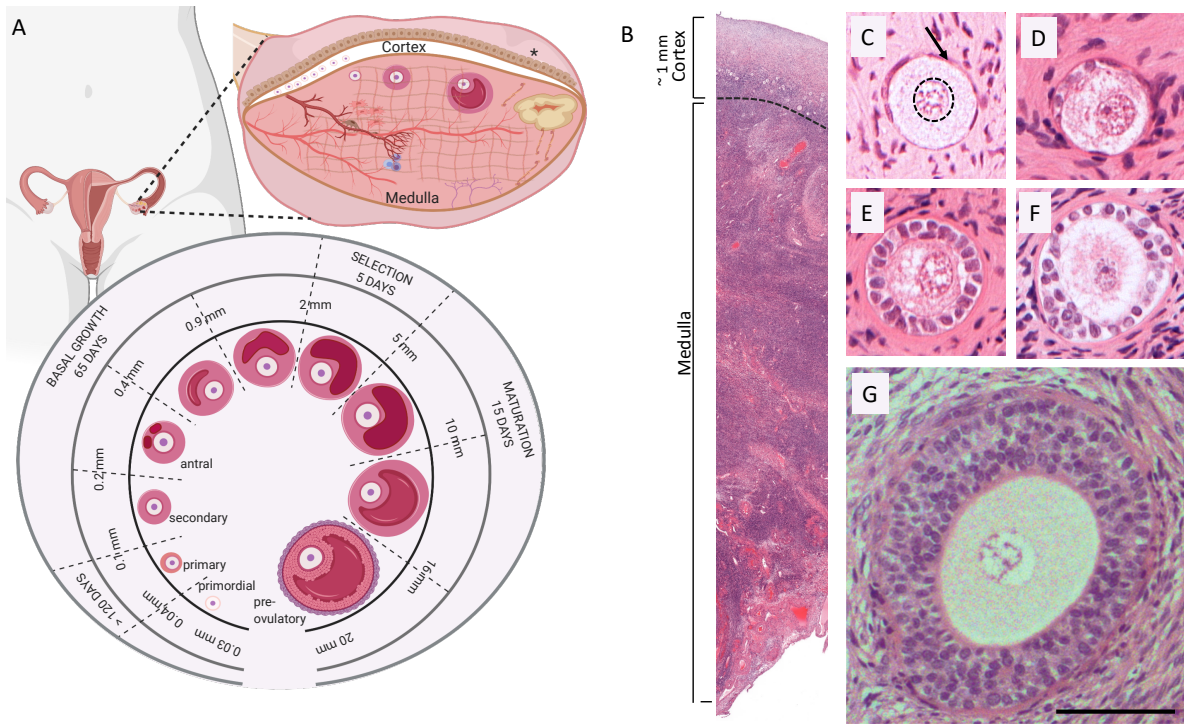 A
Cortex
*
Medulla
SELECTION
5 DAYS
BASAL GROWTH
65 DAYS
MATURATION
15 DAYS
> 120 DAYS
0.03 mm
0.04 mm
0.1 mm
0.2 mm
0.4 mm
0.9 mm
2 mm
5 mm
10 mm
16 mm
20 mm
antral
secondary
primary
primordial
pre-
ovulatory
B
~ 1 mm
Cortex
Medulla
C
D
E
F
G